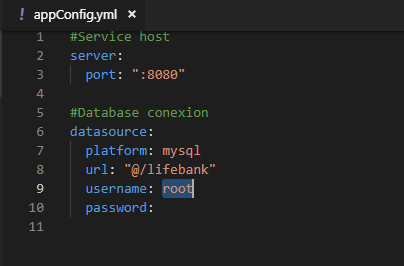 ! appConfig.yml ×
1 #Service host
2 server:
3   port: ":8080"
4
5 #Database conexion
6 datasource:
7   platform: mysql
8   url: "@/lifebank"
9   username: root
10   password:
11